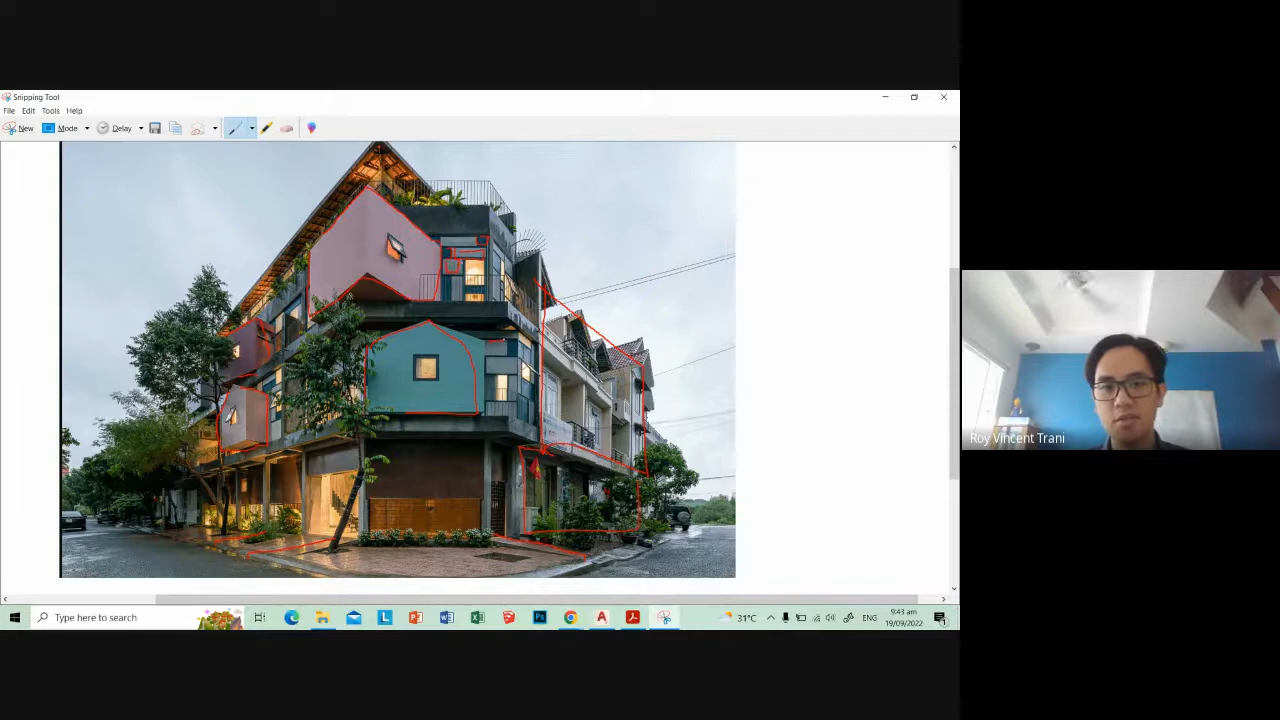 Snipping Tool
File Edit Tools Help
New Mode Delay
Roy Vincent Trani
Type here to search
31°C ENG 9:43 am
19/09/2022